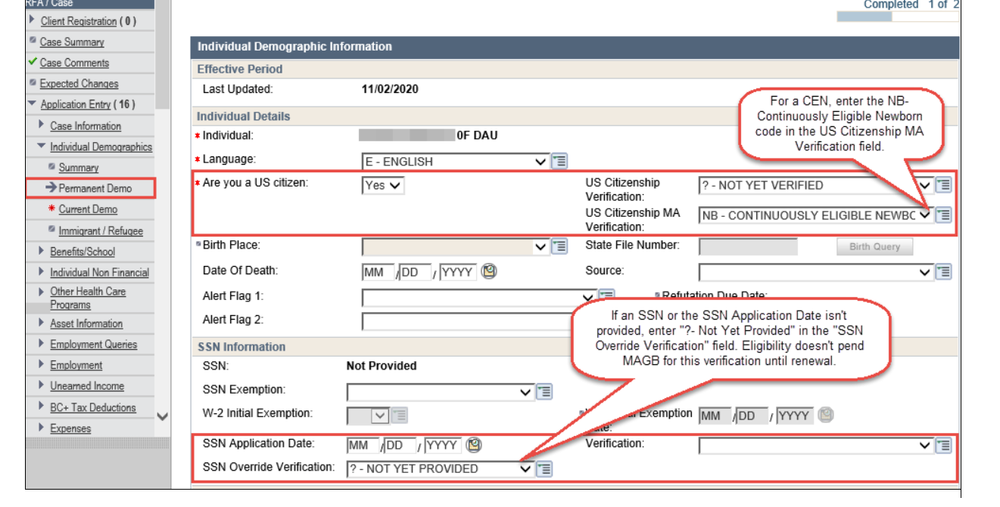 RFA / Case
Completed 1 of 2
Client Registration ( 0 )
Case Summary
Case Comments
Expected Changes
Application Entry ( 16 )
Case Information
Individual Demographics
Summary
Permanent Demo
* Current Demo
Immigrant / Refugee
Benefits/School
Individual Non Financial
Other Health Care
Programs
Asset Information
Employment Queries
Employment
Unearned Income
BC+ Tax Deductions
Expenses
Individual Demographic Information
Effective Period
Last Updated: 11/02/2020
Individual Details
* Individual: 0F DAU
* Language: E - ENGLISH
For a CEN, enter the NB-
Continuously Eligible Newborn
code in the US Citizenship MA
Verification field.
* Are you a US citizen: Yes
US Citizenship
Verification:
? - NOT YET VERIFIED
US Citizenship MA
Verification:
NB - CONTINUOUSLY ELIGIBLE NEWBC
Birth Place:
State File Number:
Birth Query
Date Of Death: MM / DD / YYYY
Source:
Alert Flag 1:
Refutation Due Date:
Alert Flag 2:
If an SSN or the SSN Application Date isn't
provided, enter "?- Not Yet Provided" in the "SSN
Override Verification" field. Eligibility doesn't pend
MAGB for this verification until renewal.
SSN Information
SSN: Not Provided
SSN Exemption:
W-2 Initial Exemption:
Exemption
MM / DD / YYYY
SSN Application Date: MM / DD / YYYY
Verification:
SSN Override Verification: ? - NOT YET PROVIDED